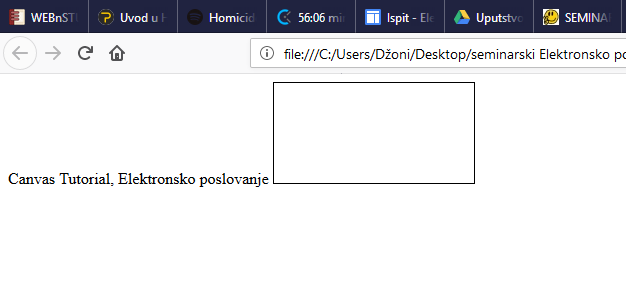 WEBnST
Uvod u H
Homicid
56:06 min
Ispit - Ele
Uputstvo
SEMINA
file:///C:/Users/Džoni/Desktop/seminarski Elektronsko po
Canvas Tutorial, Elektronsko poslovanje